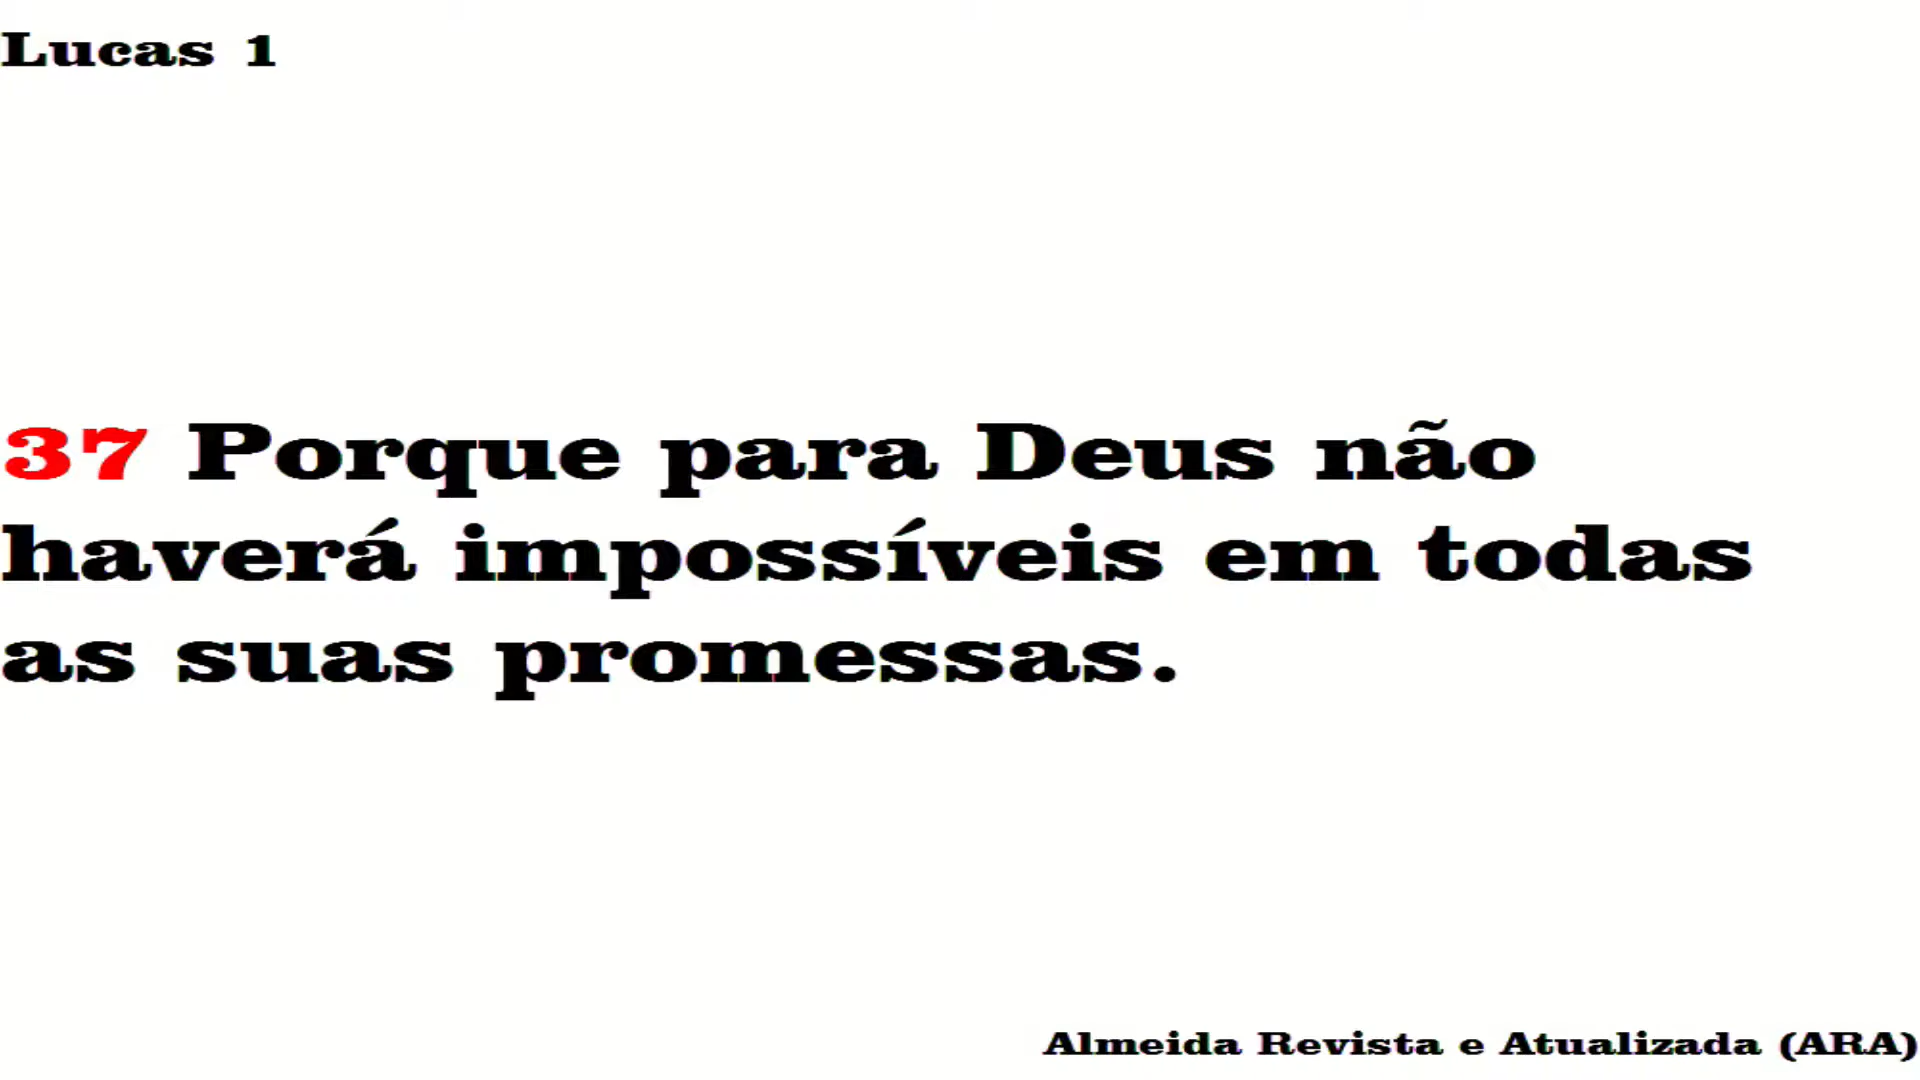 Lucas 1
37 Porque para Deus não
haverá impossíveis em todas
as suas promessas.
Almeida Revista e Atualizada (ARA)